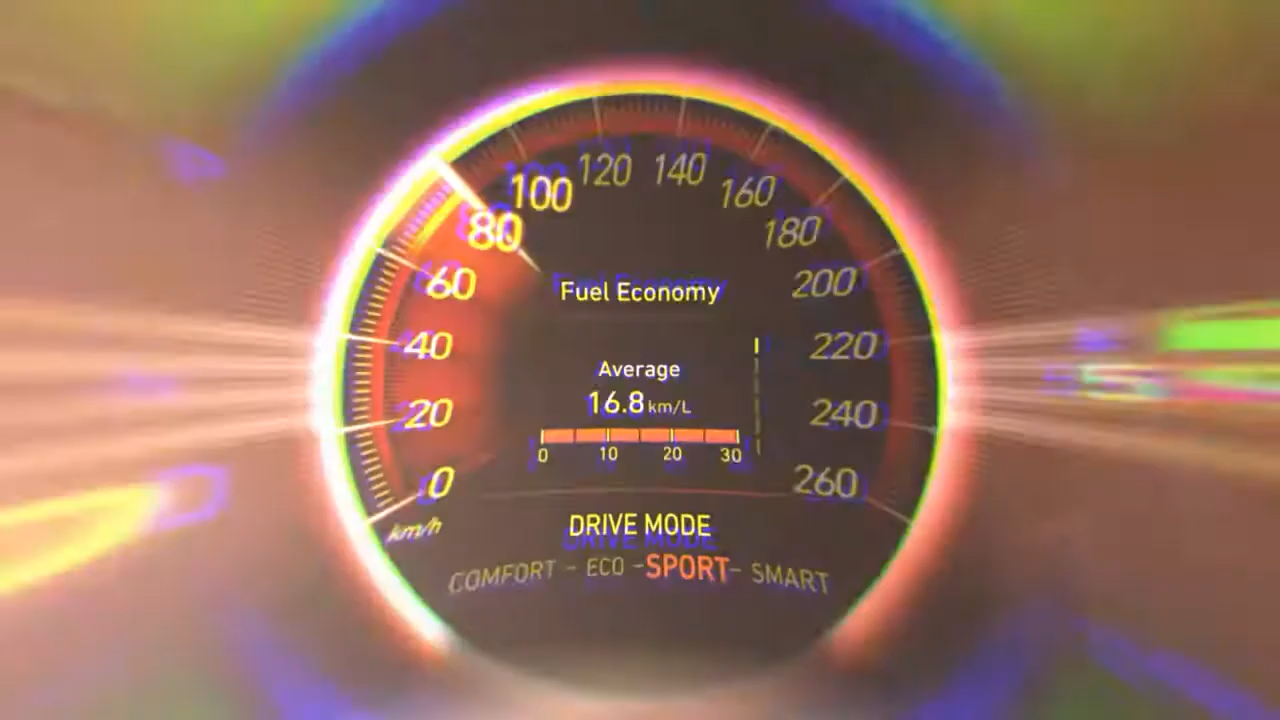 120 140
100 160
80 180
60 200
Fuel Economy
40 220
Average
16.8 km/L
20 240
0 10 20 30
0 260
km/h
DRIVE MODE
COMFORT - ECO - SPORT - SMART